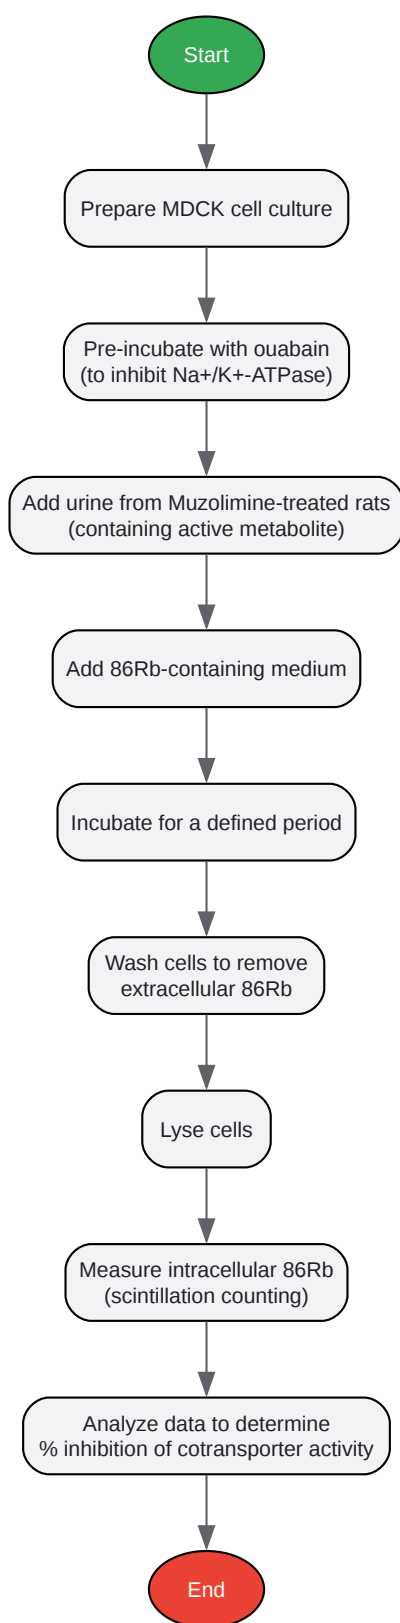 Start
Prepare MDCK cell culture
Pre-incubate with ouabain
(to inhibit Na+/K+-ATPase)
Add urine from Muzolimine-treated rats
(containing active metabolite)
Add 86Rb-containing medium
Incubate for a defined period
Wash cells to remove
extracellular 86Rb
Lyse cells
Measure intracellular 86Rb
(scintillation counting)
Analyze data to determine
% inhibition of cotransporter activity
End